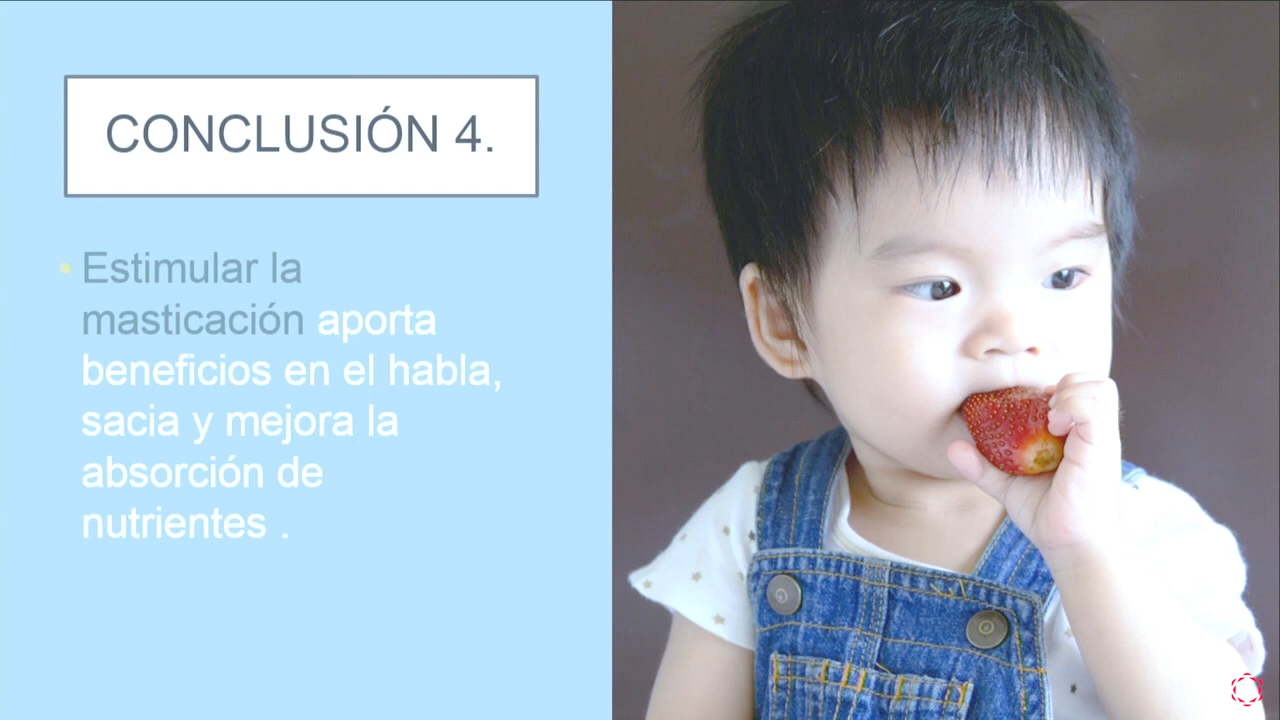 CONCLUSIÓN 4.
• Estimular la
masticación aporta
beneficios en el habla,
sacia y mejora la
absorción de
nutrientes .